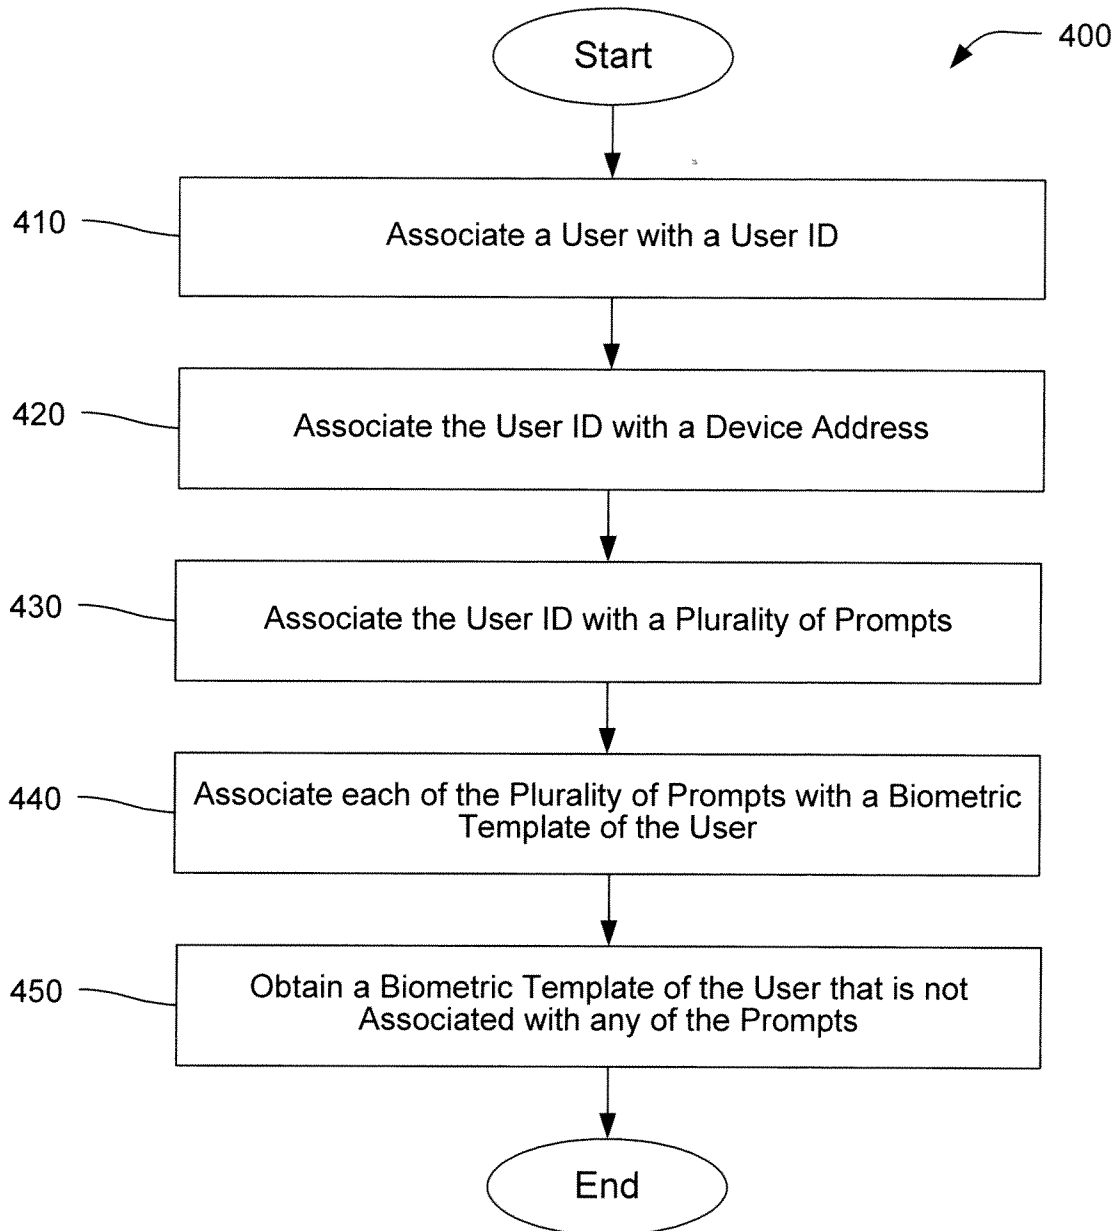 Start
400
410
Associate a User with a User ID
420
Associate the User ID with a Device Address
430
Associate the User ID with a Plurality of Prompts
440
Associate each of the Plurality of Prompts with a Biometric
Template of the User
450
Obtain a Biometric Template of the User that is not
Associated with any of the Prompts
End